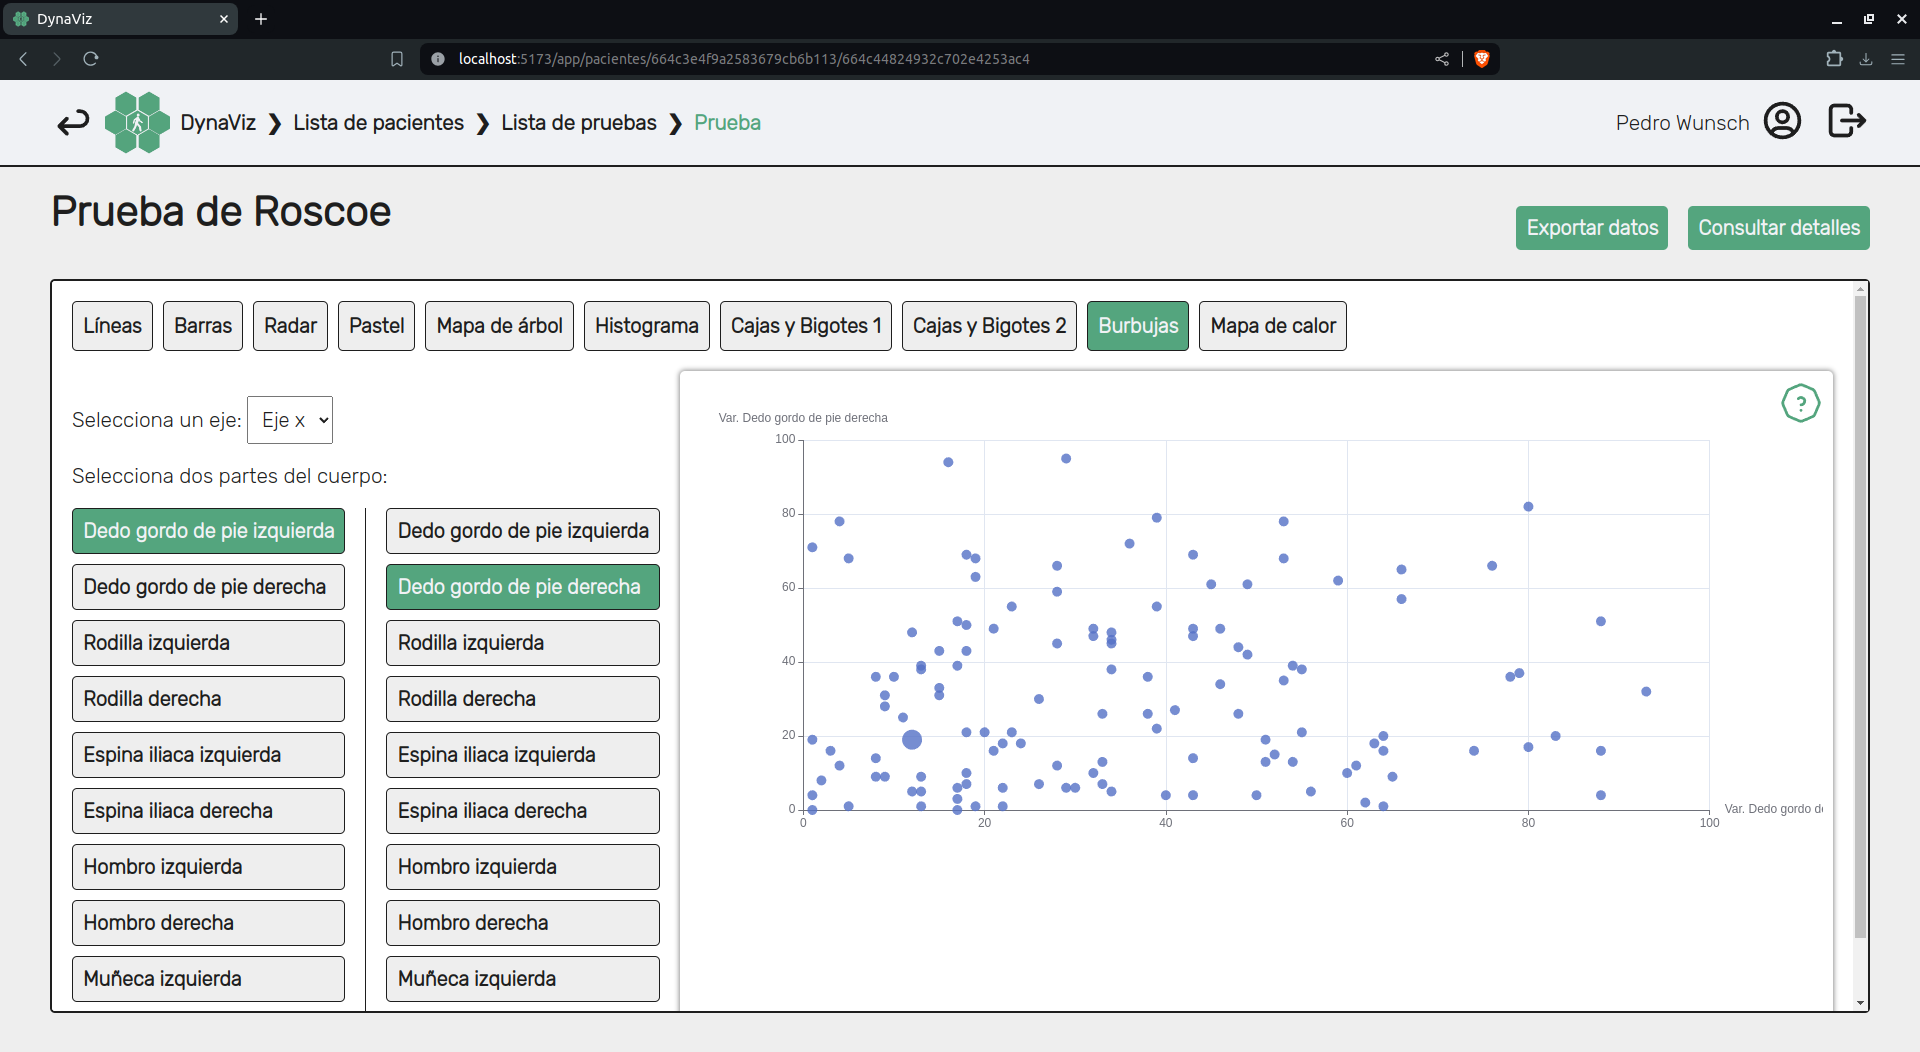 DynaViz
localhost:5173/app/pacientes/664c3e4f9a2583679cb6b113/664c44824932c702e4253ac4
DynaViz ❯ Lista de pacientes ❯ Lista de pruebas ❯ Prueba
Pedro Wunsch
Prueba de Roscoe
Exportar datos
Consultar detalles
Líneas
Barras
Radar
Pastel
Mapa de árbol
Histograma
Cajas y Bigotes 1
Cajas y Bigotes 2
Burbujas
Mapa de calor
Selecciona un eje: Eje x
Selecciona dos partes del cuerpo:
Dedo gordo de pie izquierda
Dedo gordo de pie derecha
Rodilla izquierda
Rodilla derecha
Espina iliaca izquierda
Espina iliaca derecha
Hombro izquierda
Hombro derecha
Muñeca izquierda
Dedo gordo de pie izquierda
Dedo gordo de pie derecha
Rodilla izquierda
Rodilla derecha
Espina iliaca izquierda
Espina iliaca derecha
Hombro izquierda
Hombro derecha
Muñeca izquierda
?
Var. Dedo gordo de pie derecha
100
80
60
40
20
0
0 20 40 60 80 100
Var. Dedo gordo